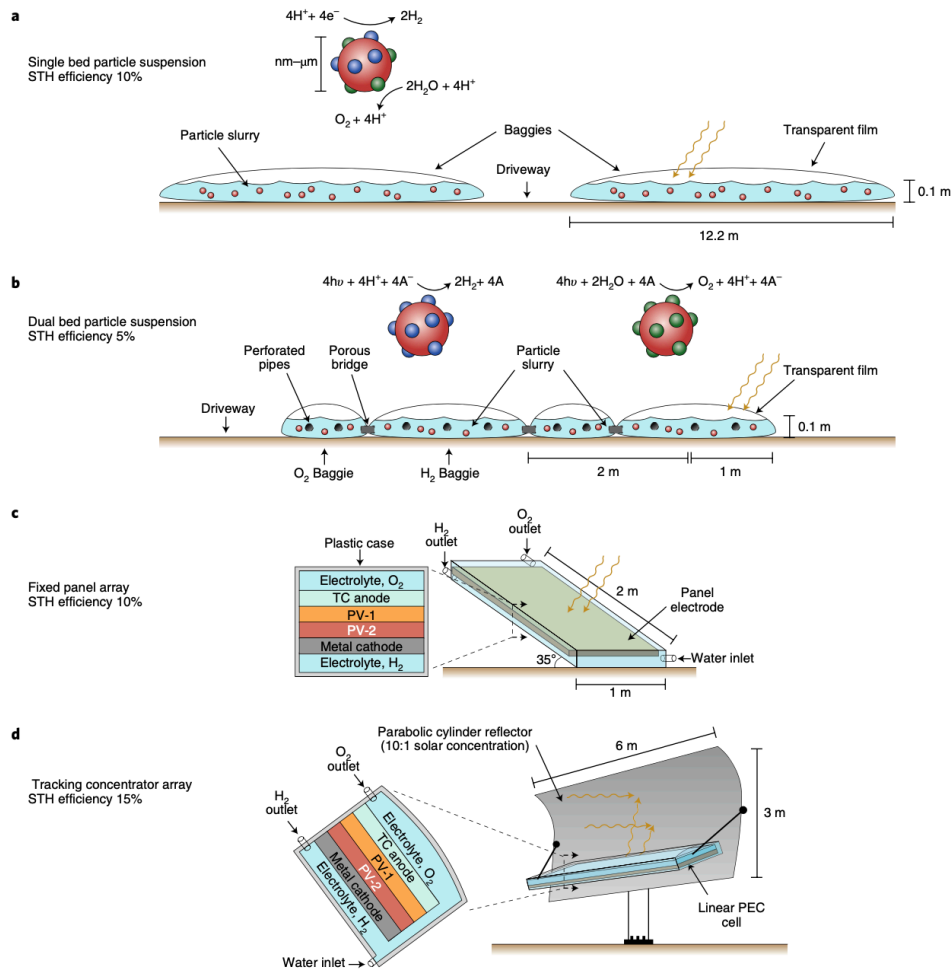 a
4H⁺+ 4e⁻
2H₂
Single bed particle suspension
STH efficiency 10%
nm–μm
2H₂O + 4H⁺
O₂ + 4H⁺
Particle slurry
Baggies
Transparent film
Driveway
0.1 m
12.2 m
b
4hυ + 4H⁺+ 4A⁻
2H₂+ 4A
4hυ + 2H₂O + 4A
O₂ + 4H⁺+ 4A⁻
Dual bed particle suspension
STH efficiency 5%
Perforated
pipes
Porous
bridge
Particle
slurry
Transparent film
Driveway
0.1 m
O₂ Baggie
H₂ Baggie
2 m
1 m
c
Fixed panel array
STH efficiency 10%
Plastic case
Electrolyte, O₂
TC anode
PV-1
PV-2
Metal cathode
Electrolyte, H₂
H₂
outlet
O₂
outlet
2 m
Panel
electrode
35°
Water inlet
1 m
d
Tracking concentrator array
STH efficiency 15%
Parabolic cylinder reflector
(10:1 solar concentration)
6 m
3 m
O₂
outlet
H₂
outlet
Electrolyte, O₂
TC anode
PV-1
PV-2
Metal cathode
Electrolyte, H₂
Water inlet
Linear PEC
cell